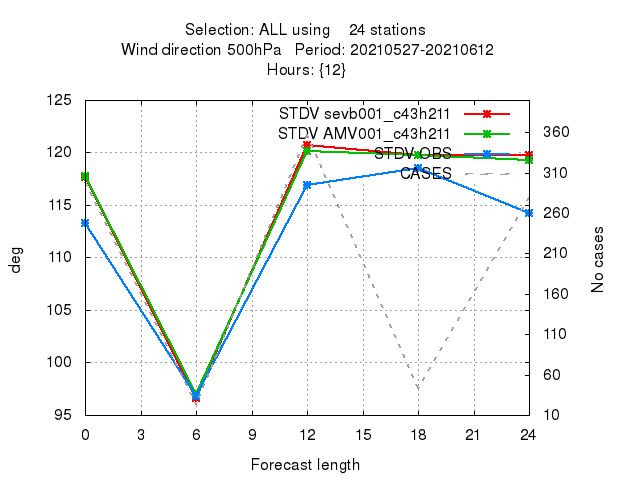 Selection: ALL using 24 stations
Wind direction 500hPa Period: 20210527-20210612
Hours: {12}
STDV sevb001_c43h211
STDV AMV001_c43h211
STDV OBS
CASES
125
120
115
110
105
100
95
deg
360
310
260
210
160
110
60
10
No cases
0 3 6 9 12 15 18 21 24
Forecast length